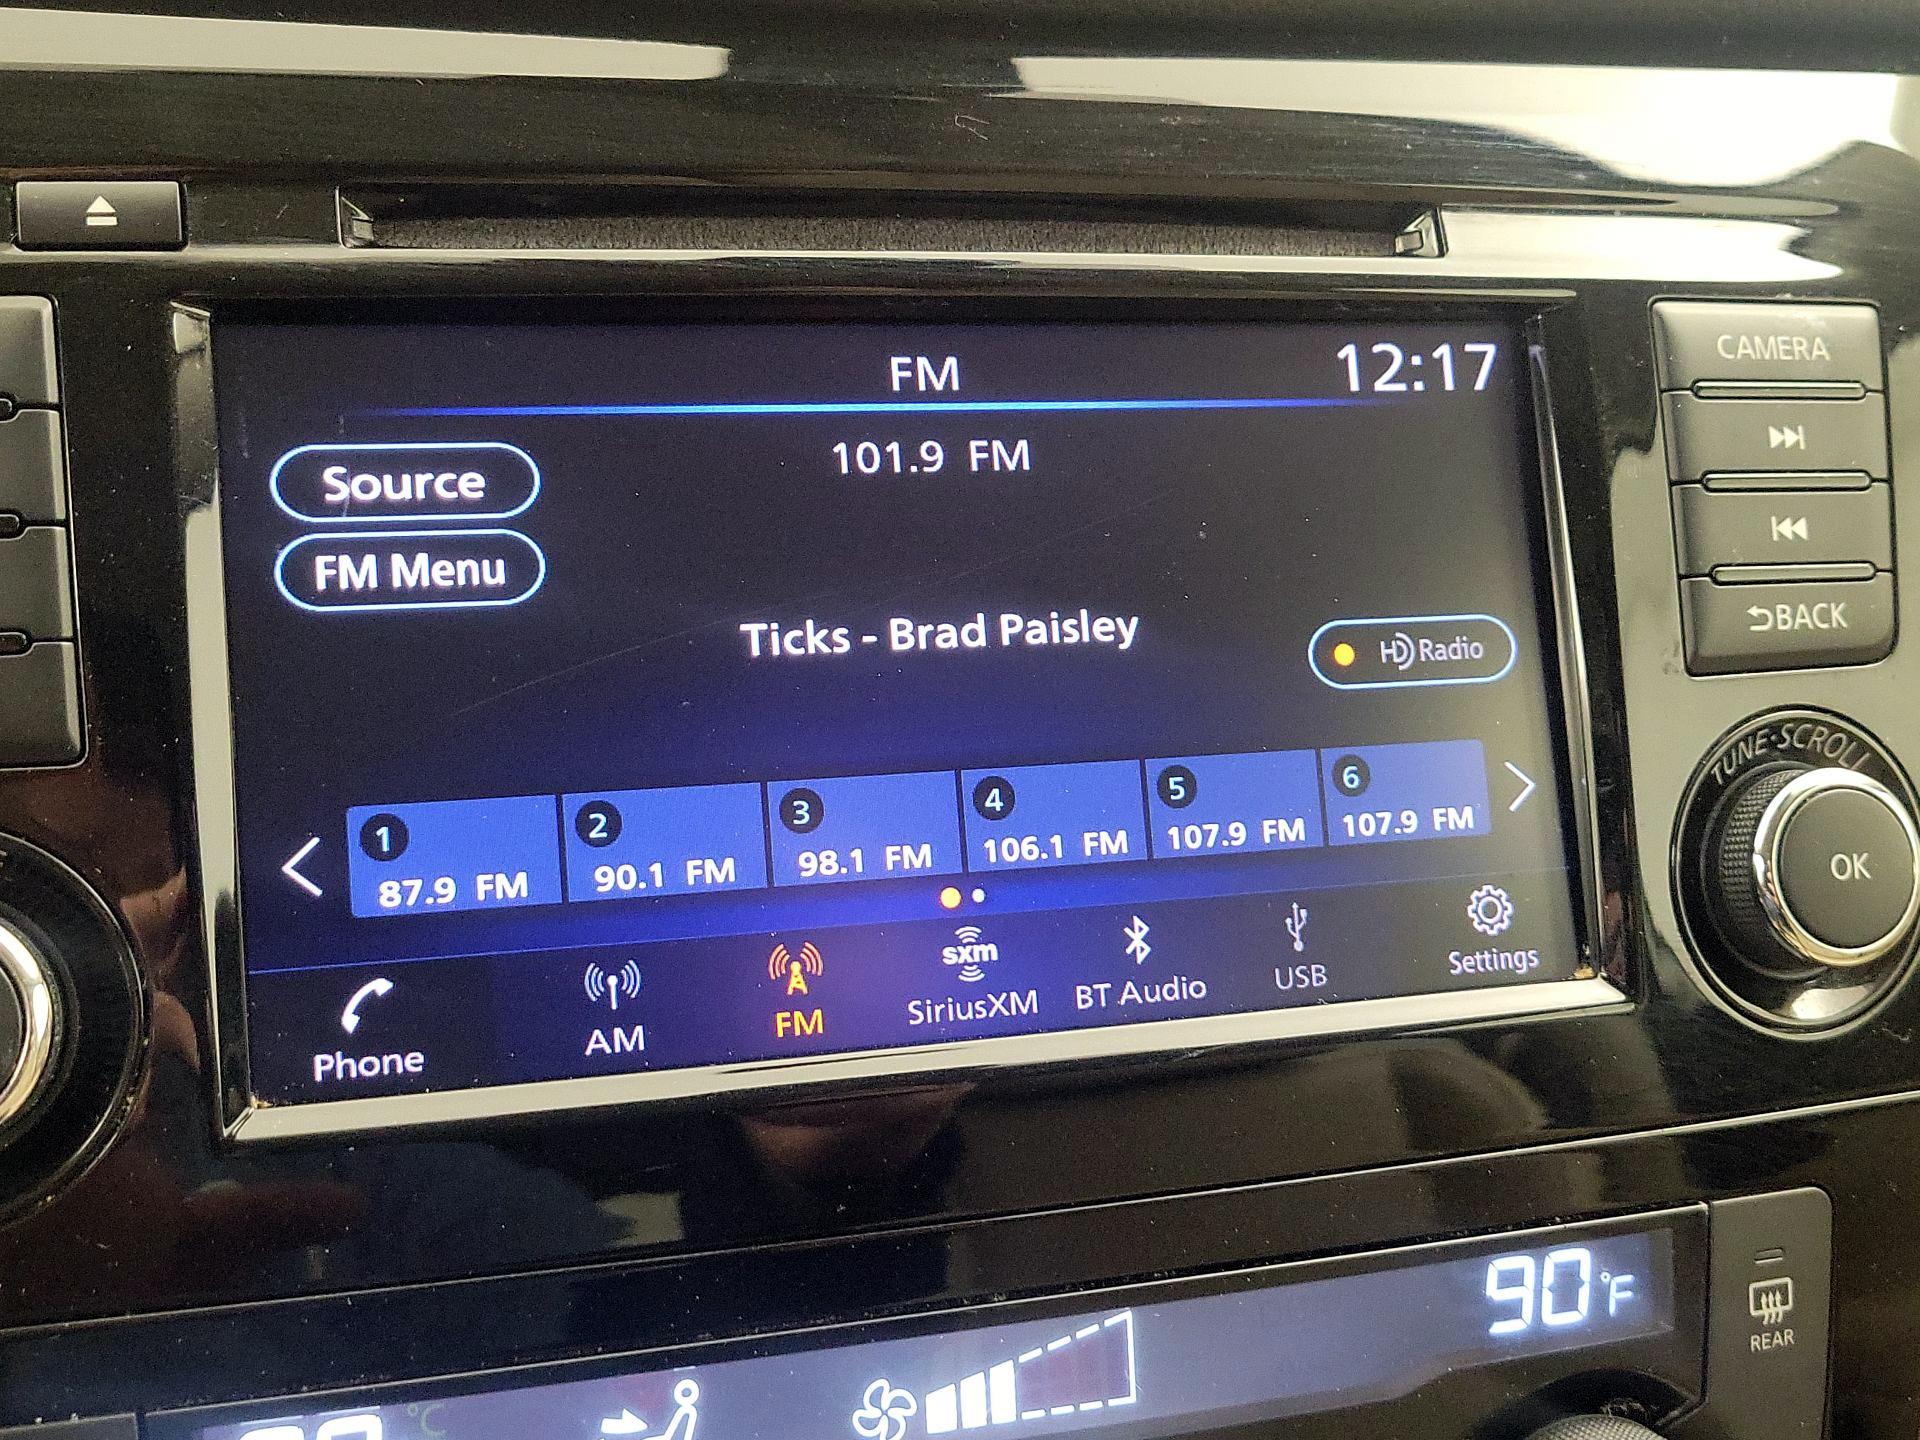 FM
12:17
101.9 FM
Source
FM Menu
Ticks - Brad Paisley
HD Radio
1
87.9 FM
2
90.1 FM
3
98.1 FM
4
106.1 FM
5
107.9 FM
6
107.9 FM
Phone
AM
FM
sxm
SiriusXM
BT Audio
USB
Settings
CAMERA
BACK
TUNE·SCROLL
OK
90°F
REAR
°C